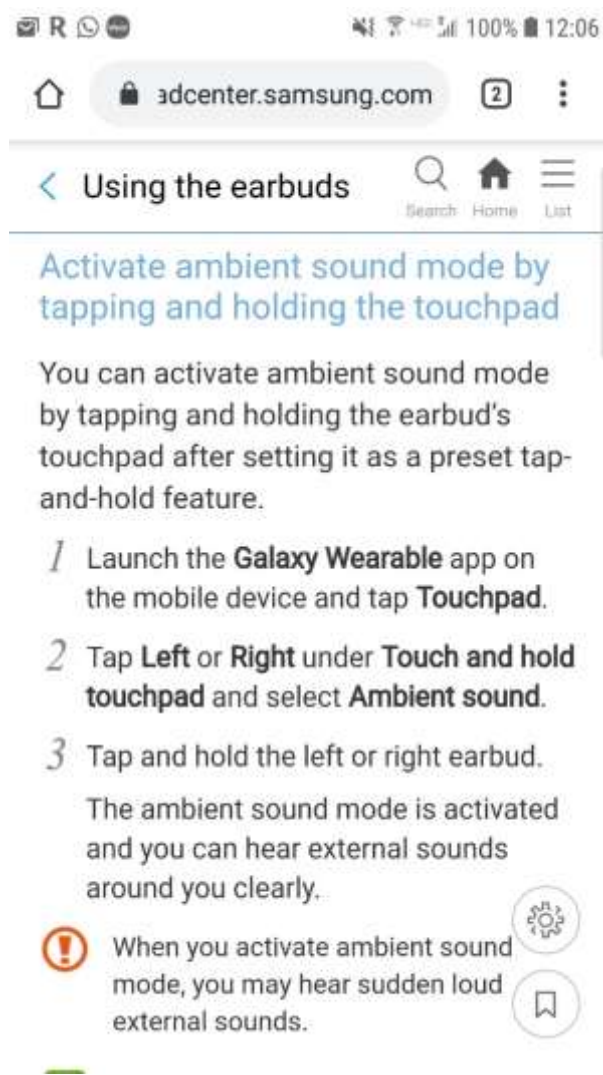 R 100% 12:06
adcenter.samsung.com 2
Using the earbuds
Search Home List
Activate ambient sound mode by
tapping and holding the touchpad
You can activate ambient sound mode
by tapping and holding the earbud's
touchpad after setting it as a preset tap-
and-hold feature.
1 Launch the Galaxy Wearable app on
the mobile device and tap Touchpad.
2 Tap Left or Right under Touch and hold
touchpad and select Ambient sound.
3 Tap and hold the left or right earbud.
The ambient sound mode is activated
and you can hear external sounds
around you clearly.
When you activate ambient sound
mode, you may hear sudden loud
external sounds.